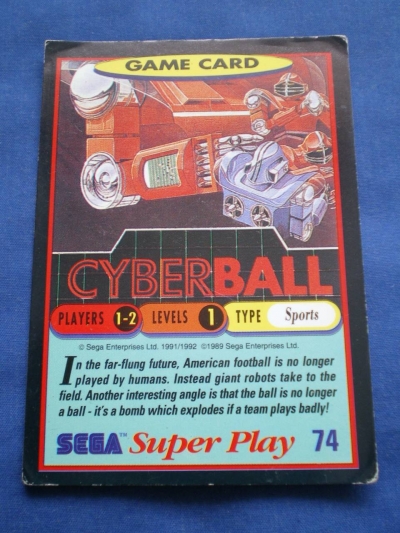 GAME CARD
CYBERBALL
PLAYERS 1-2 LEVELS 1 TYPE Sports
© Sega Enterprises Ltd. 1991/1992 ©1989 Sega Enterprises Ltd.
In the far-flung future, American football is no longer
played by humans. Instead giant robots take to the
field. Another interesting angle is that the ball is no longer
a ball - it's a bomb which explodes if a team plays badly!
SEGA™ Super Play 74